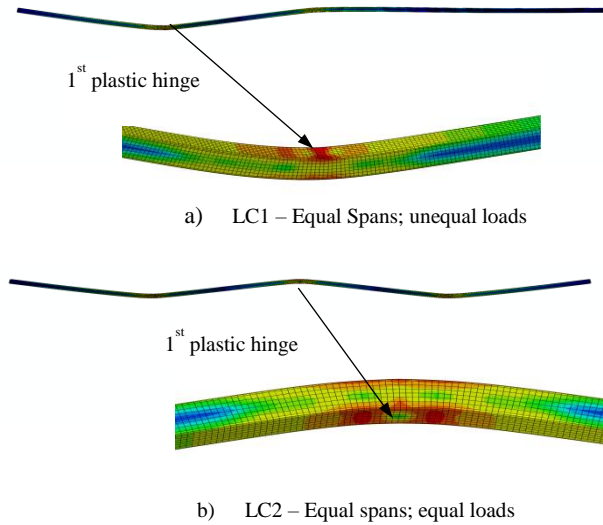 1st plastic hinge
a) LC1 – Equal Spans; unequal loads
1st plastic hinge
b) LC2 – Equal spans; equal loads